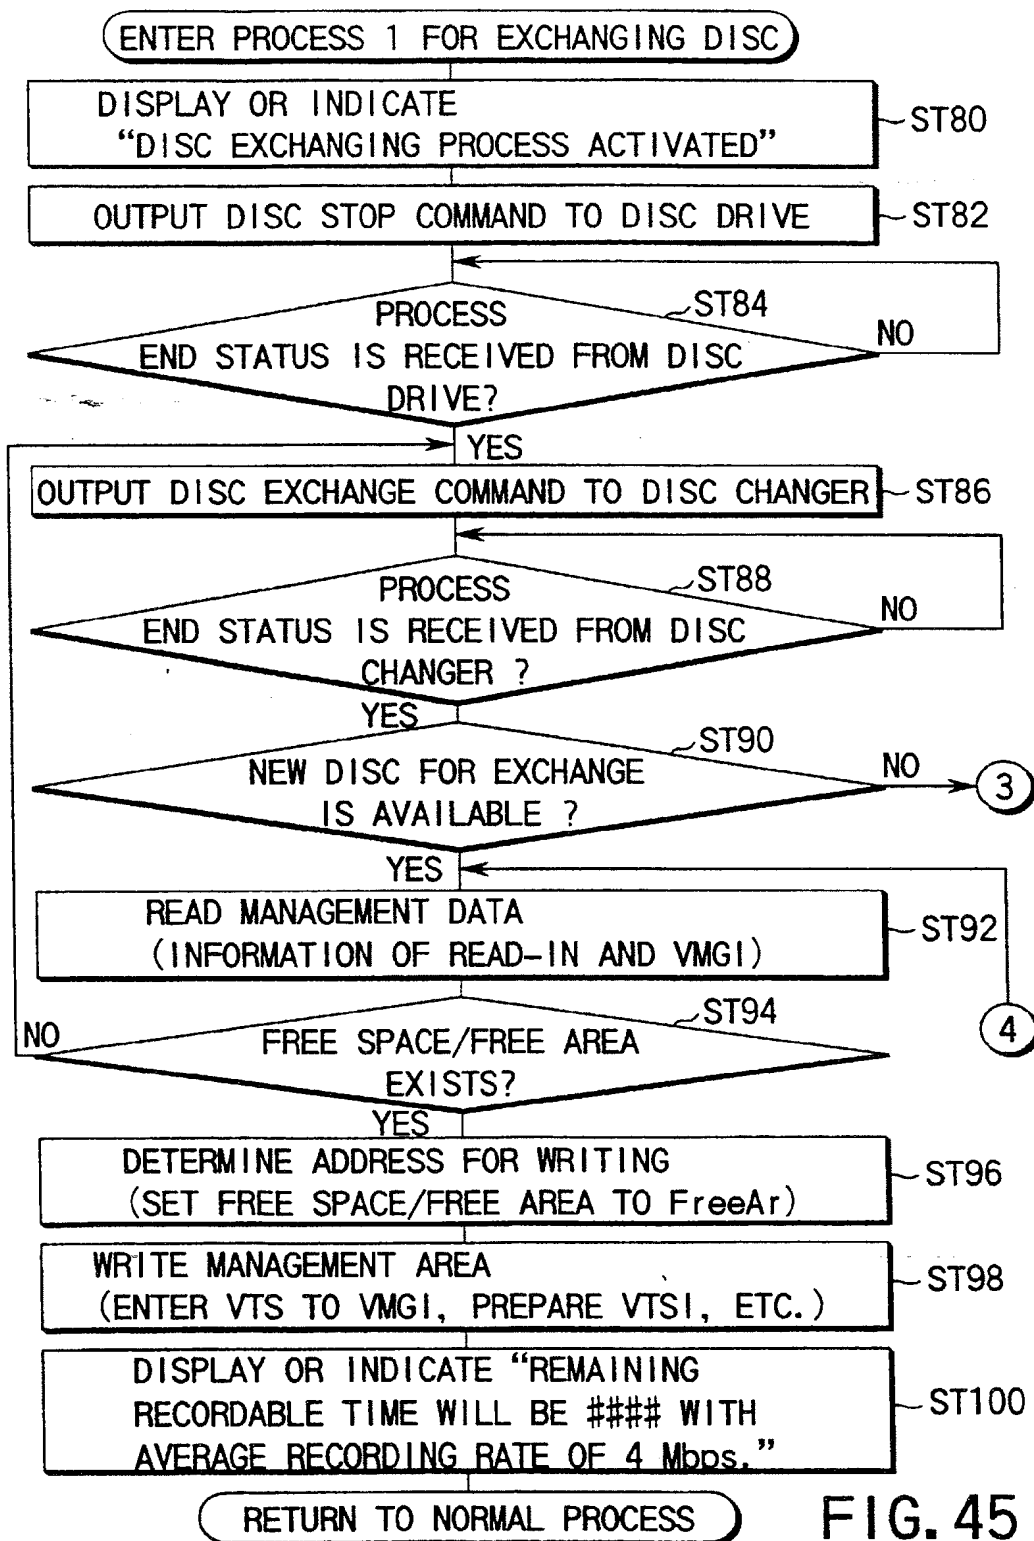 ENTER PROCESS 1 FOR EXCHANGING DISC
DISPLAY OR INDICATE
“DISC EXCHANGING PROCESS ACTIVATED”
ST80
OUTPUT DISC STOP COMMAND TO DISC DRIVE
ST82
ST84
PROCESS
END STATUS IS RECEIVED FROM DISC
DRIVE?
NO
YES
OUTPUT DISC EXCHANGE COMMAND TO DISC CHANGER
ST86
ST88
PROCESS
END STATUS IS RECEIVED FROM DISC
CHANGER ?
NO
YES
ST90
NEW DISC FOR EXCHANGE
IS AVAILABLE ?
NO
3
YES
READ MANAGEMENT DATA
(INFORMATION OF READ-IN AND VMGI)
ST92
ST94
4
NO
FREE SPACE/FREE AREA
EXISTS?
YES
DETERMINE ADDRESS FOR WRITING
(SET FREE SPACE/FREE AREA TO FreeAr)
ST96
WRITE MANAGEMENT AREA
(ENTER VTS TO VMGI, PREPARE VTSI, ETC.)
ST98
DISPLAY OR INDICATE “REMAINING
RECORDABLE TIME WILL BE #### WITH
AVERAGE RECORDING RATE OF 4 Mbps.”
ST100
RETURN TO NORMAL PROCESS
FIG. 45